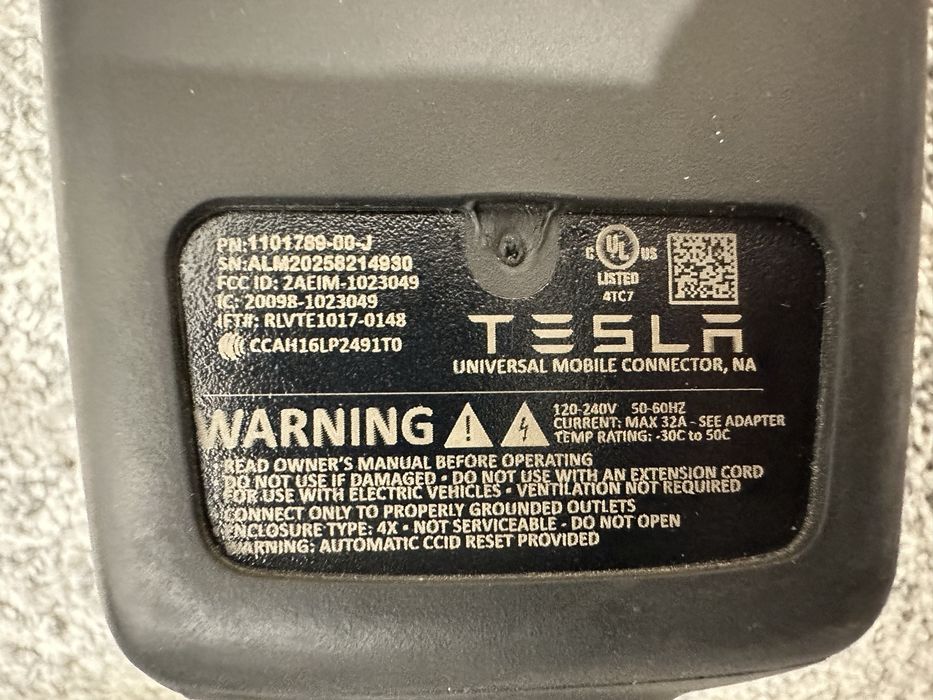 PN:1101789-00-J
SN:ALM20258214930
FCC ID: 2AEIM-1023049
IC: 20098-1023049
IFT#: RLVTE1017-0148
CCAH16LP2491T0
C UL US
LISTED
4TC7
TESLA
UNIVERSAL MOBILE CONNECTOR, NA
WARNING
120-240V 50-60HZ
CURRENT: MAX 32A - SEE ADAPTER
TEMP RATING: -30C to 50C
READ OWNER'S MANUAL BEFORE OPERATING
DO NOT USE IF DAMAGED • DO NOT USE WITH AN EXTENSION CORD
FOR USE WITH ELECTRIC VEHICLES • VENTILATION NOT REQUIRED
CONNECT ONLY TO PROPERLY GROUNDED OUTLETS
ENCLOSURE TYPE: 4X • NOT SERVICEABLE - DO NOT OPEN
WARNING: AUTOMATIC CCID RESET PROVIDED